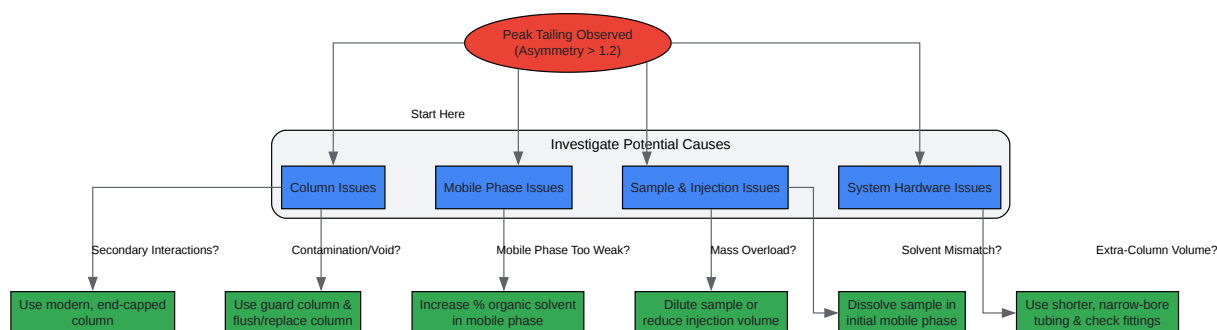 Peak Tailing Observed
(Asymmetry > 1.2)
Start Here
Investigate Potential Causes
Column Issues
Mobile Phase Issues
Sample & Injection Issues
System Hardware Issues
Secondary Interactions?
Contamination/Void?
Mobile Phase Too Weak?
Mass Overload?
Solvent Mismatch?
Extra-Column Volume?
Use modern, end-capped
column
Use guard column &
flush/replace column
Increase % organic solvent
in mobile phase
Dilute sample or
reduce injection volume
Dissolve sample in
initial mobile phase
Use shorter, narrow-bore
tubing & check fittings